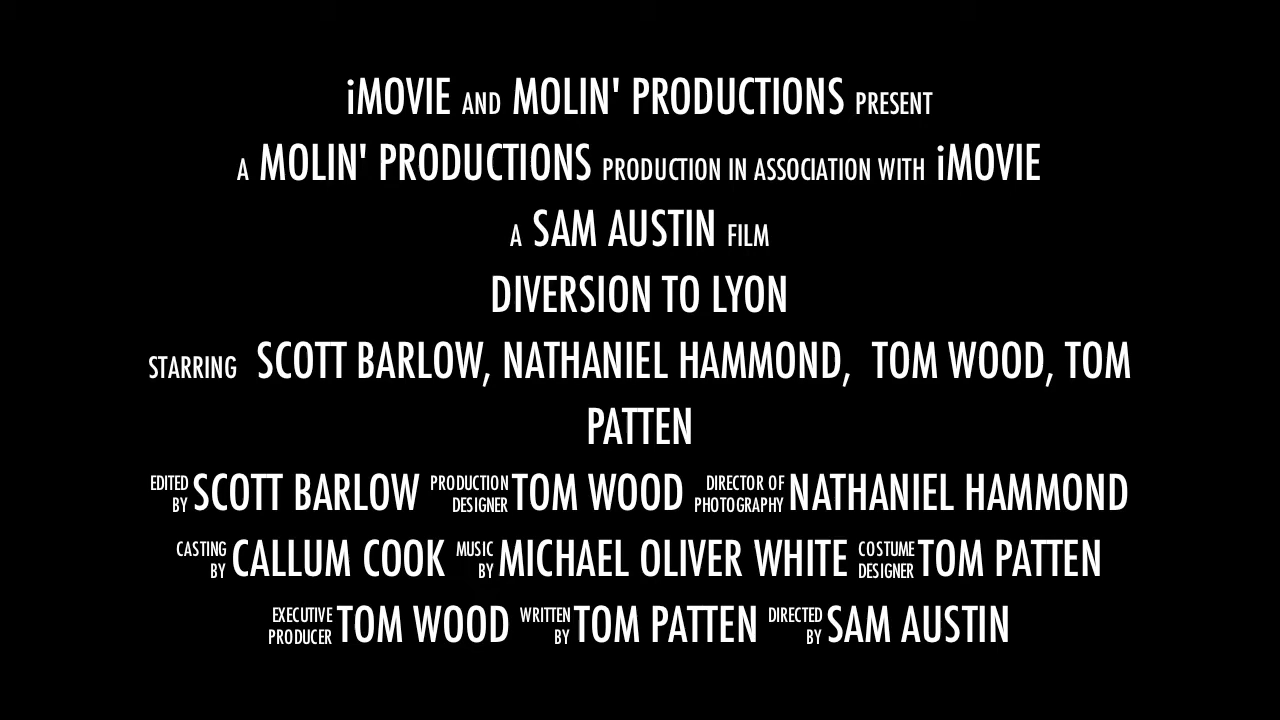 iMOVIE AND MOLIN' PRODUCTIONS PRESENT
A MOLIN' PRODUCTIONS PRODUCTION IN ASSOCIATION WITH iMOVIE
A SAM AUSTIN FILM
DIVERSION TO LYON
STARRING SCOTT BARLOW, NATHANIEL HAMMOND, TOM WOOD, TOM
PATTEN
EDITED BY SCOTT BARLOW PRODUCTION DESIGNER TOM WOOD DIRECTOR OF PHOTOGRAPHY NATHANIEL HAMMOND
CASTING BY CALLUM COOK MUSIC BY MICHAEL OLIVER WHITE COSTUME DESIGNER TOM PATTEN
EXECUTIVE PRODUCER TOM WOOD WRITTEN BY TOM PATTEN DIRECTED BY SAM AUSTIN